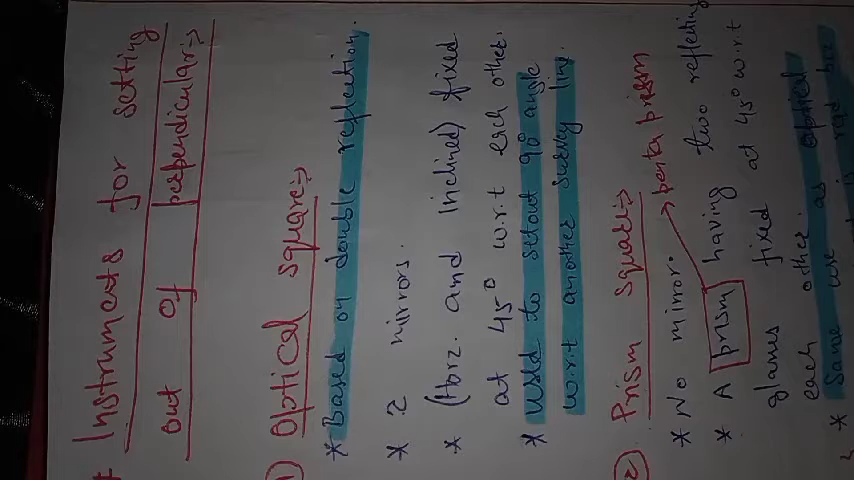 * Instruments for setting
out of perpendicular :→
① Optical square :→
* Based on double reflection.
* 2 mirrors.
* (Horz. and Inclined) fixed
at 45° w.r.t each other.
* Used to setout 90° angle
w.r.t another survey line.
② Prism square :→
* No mirror. → penta prism
* A prism having two reflecting
glasses fixed at 45° w.r.t
each other.
* Same use as optical